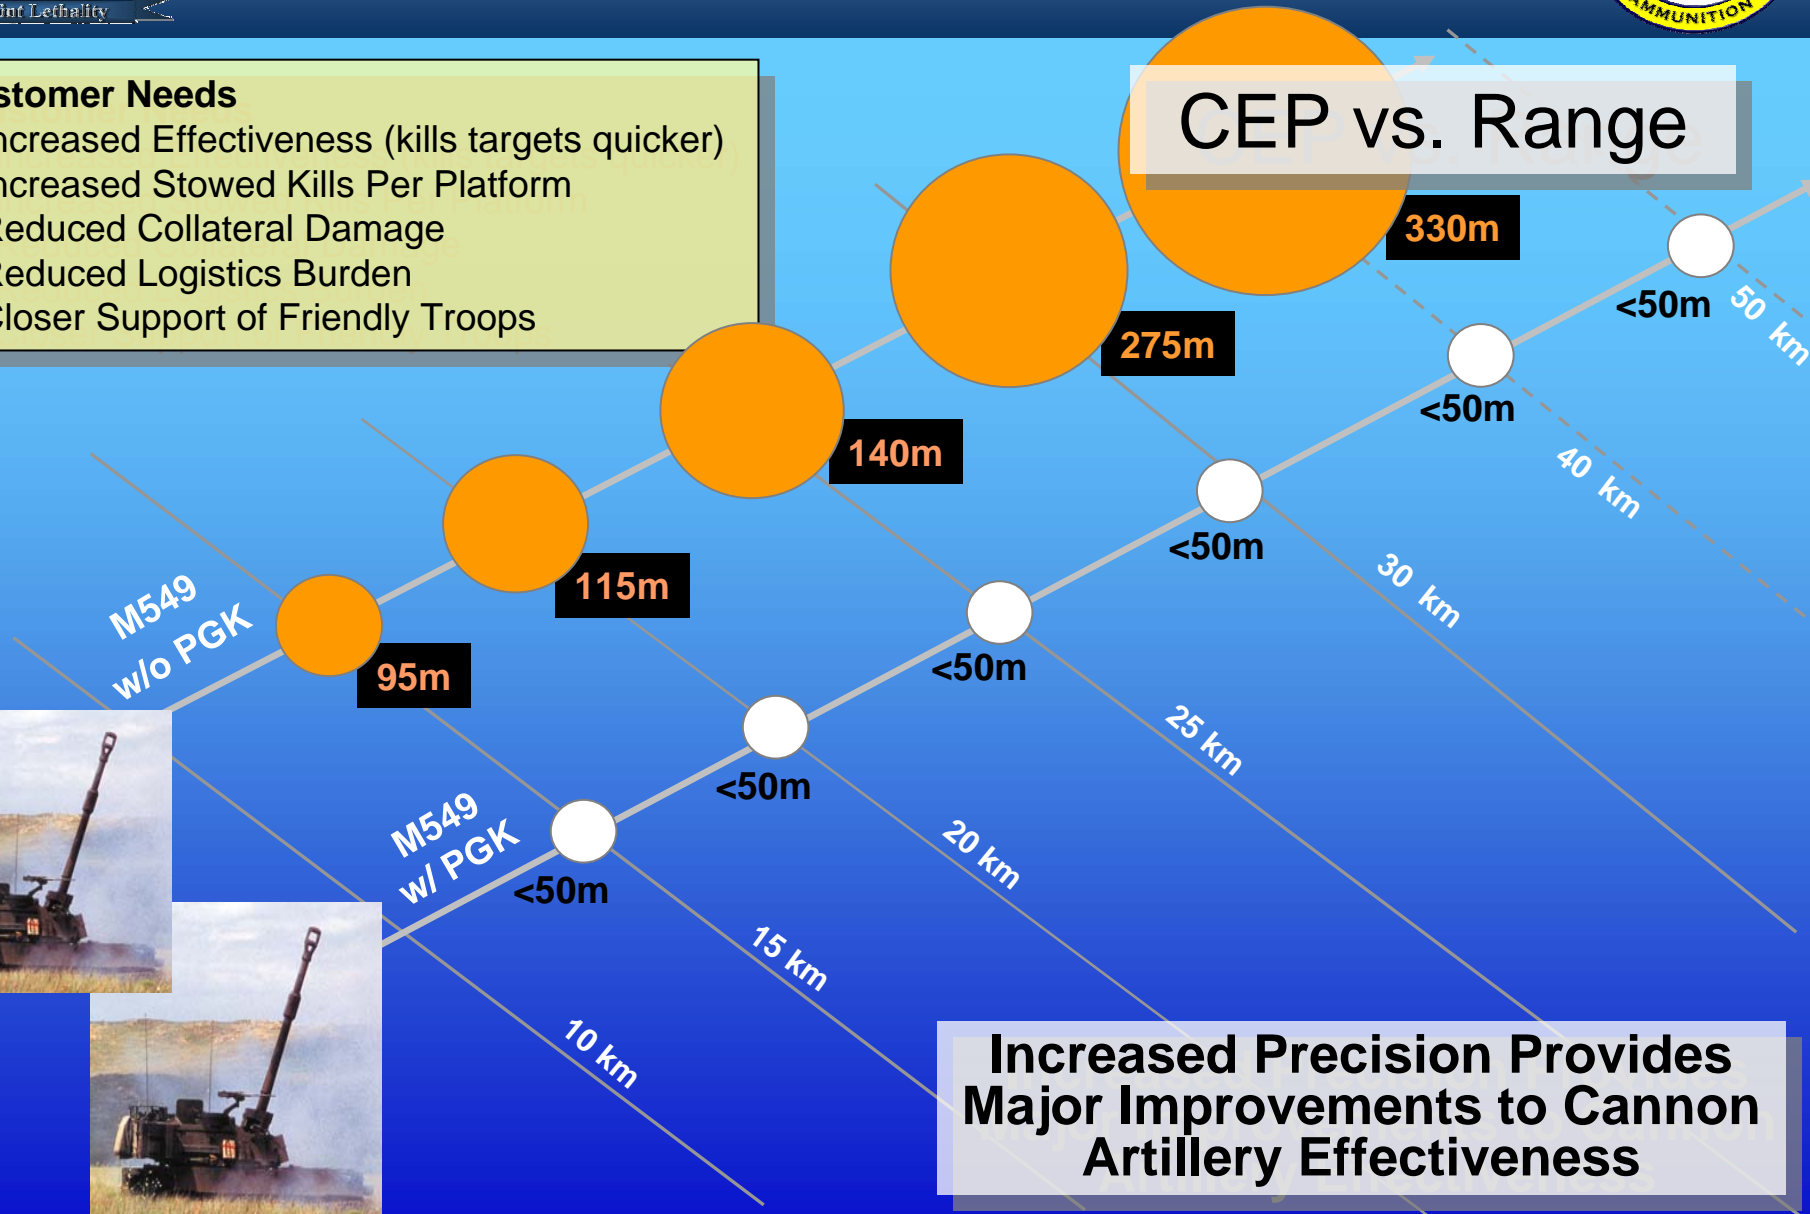 int Lethality
AMMUNITION
stomer Needs
ncreased Effectiveness (kills targets quicker)
ncreased Stowed Kills Per Platform
Reduced Collateral Damage
Reduced Logistics Burden
Closer Support of Friendly Troops
CEP vs. Range
330m
275m
140m
115m
95m
M549
w/o PGK
<50m
50 km
<50m
40 km
<50m
30 km
<50m
25 km
<50m
20 km
M549
w/ PGK
<50m
15 km
10 km
Increased Precision Provides
Major Improvements to Cannon
Artillery Effectiveness